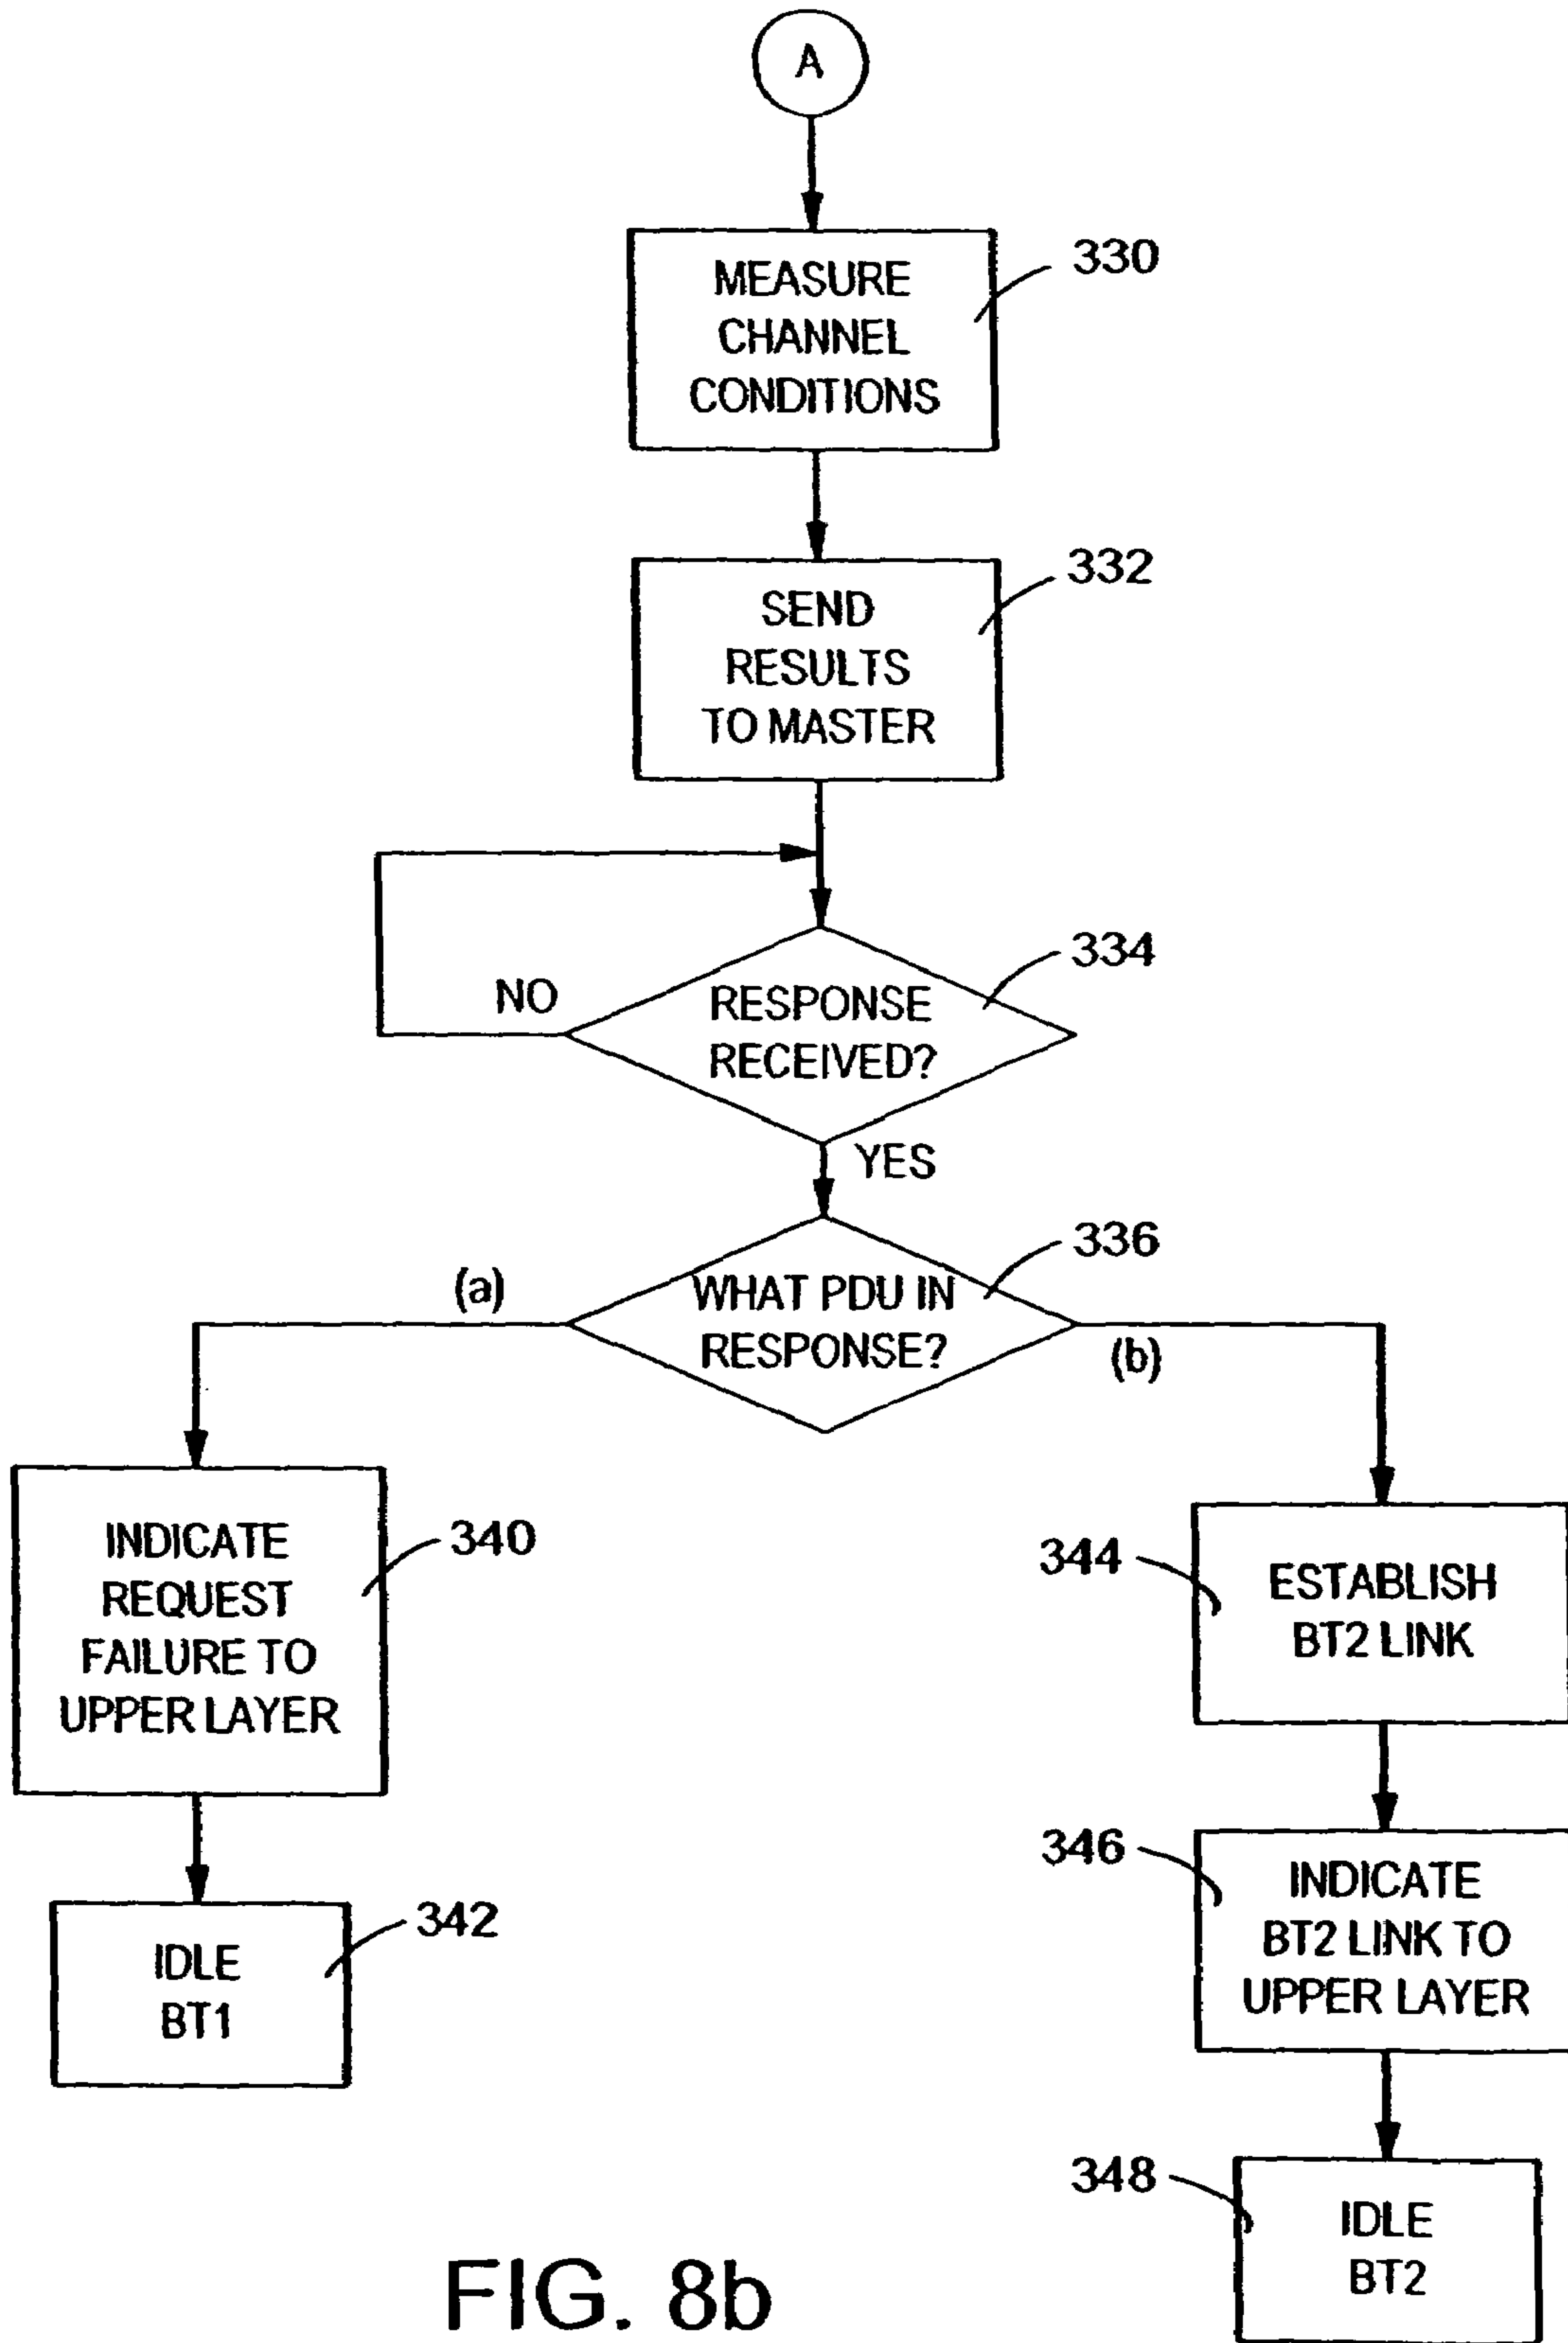 A
MEASURE
CHANNEL
CONDITIONS
330
SEND
RESULTS
TO MASTER
332
RESPONSE
RECEIVED?
334
NO
YES
WHAT PDU IN
RESPONSE?
336
(a)
(b)
INDICATE
REQUEST
FAILURE TO
UPPER LAYER
340
IDLE
BT1
342
344
ESTABLISH
BT2 LINK
346
INDICATE
BT2 LINK TO
UPPER LAYER
348
IDLE
BT2
FIG. 8b